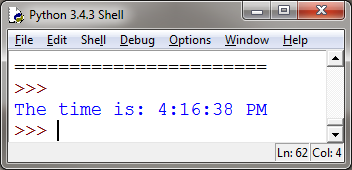 Python 3.4.3 Shell
File Edit Shell Debug Options Window Help
========================
>>>
The time is: 4:16:38 PM
>>>
Ln: 62 Col: 4